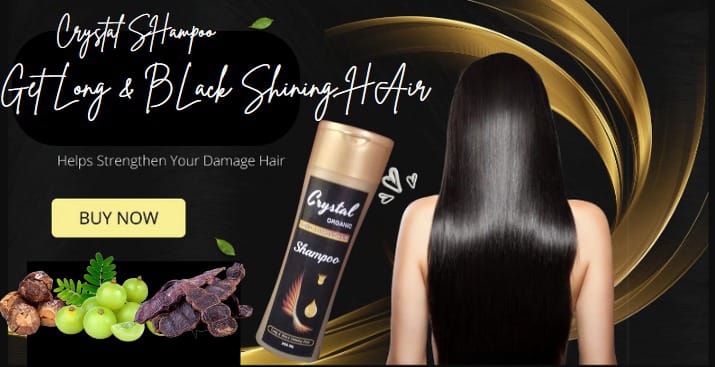 Crystal SHampoo
Get Long & BLack Shining HAir
Helps Strengthen Your Damage Hair
BUY NOW
Crystal
ORGANIC
Shampoo